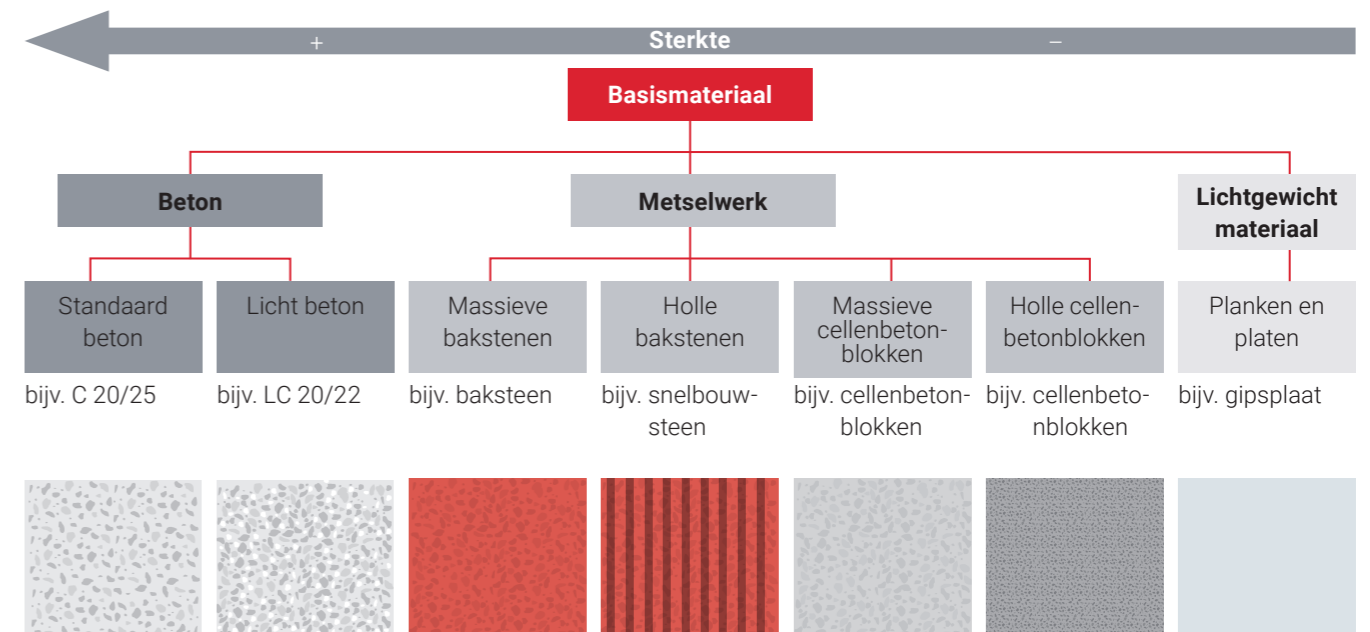 + Sterkte –
Basismateriaal
Beton
Metselwerk
Lichtgewicht
materiaal
Standaard
beton
Licht beton
Massieve
bakstenen
Holle
bakstenen
Massieve
cellenbeton-
blokken
Holle cellen-
betonblokken
Planken en
platen
bijv. C 20/25
bijv. LC 20/22
bijv. baksteen
bijv. snelbouw-
steen
bijv. cellenbeton-
blokken
bijv. cellenbeto-
nblokken
bijv. gipsplaat